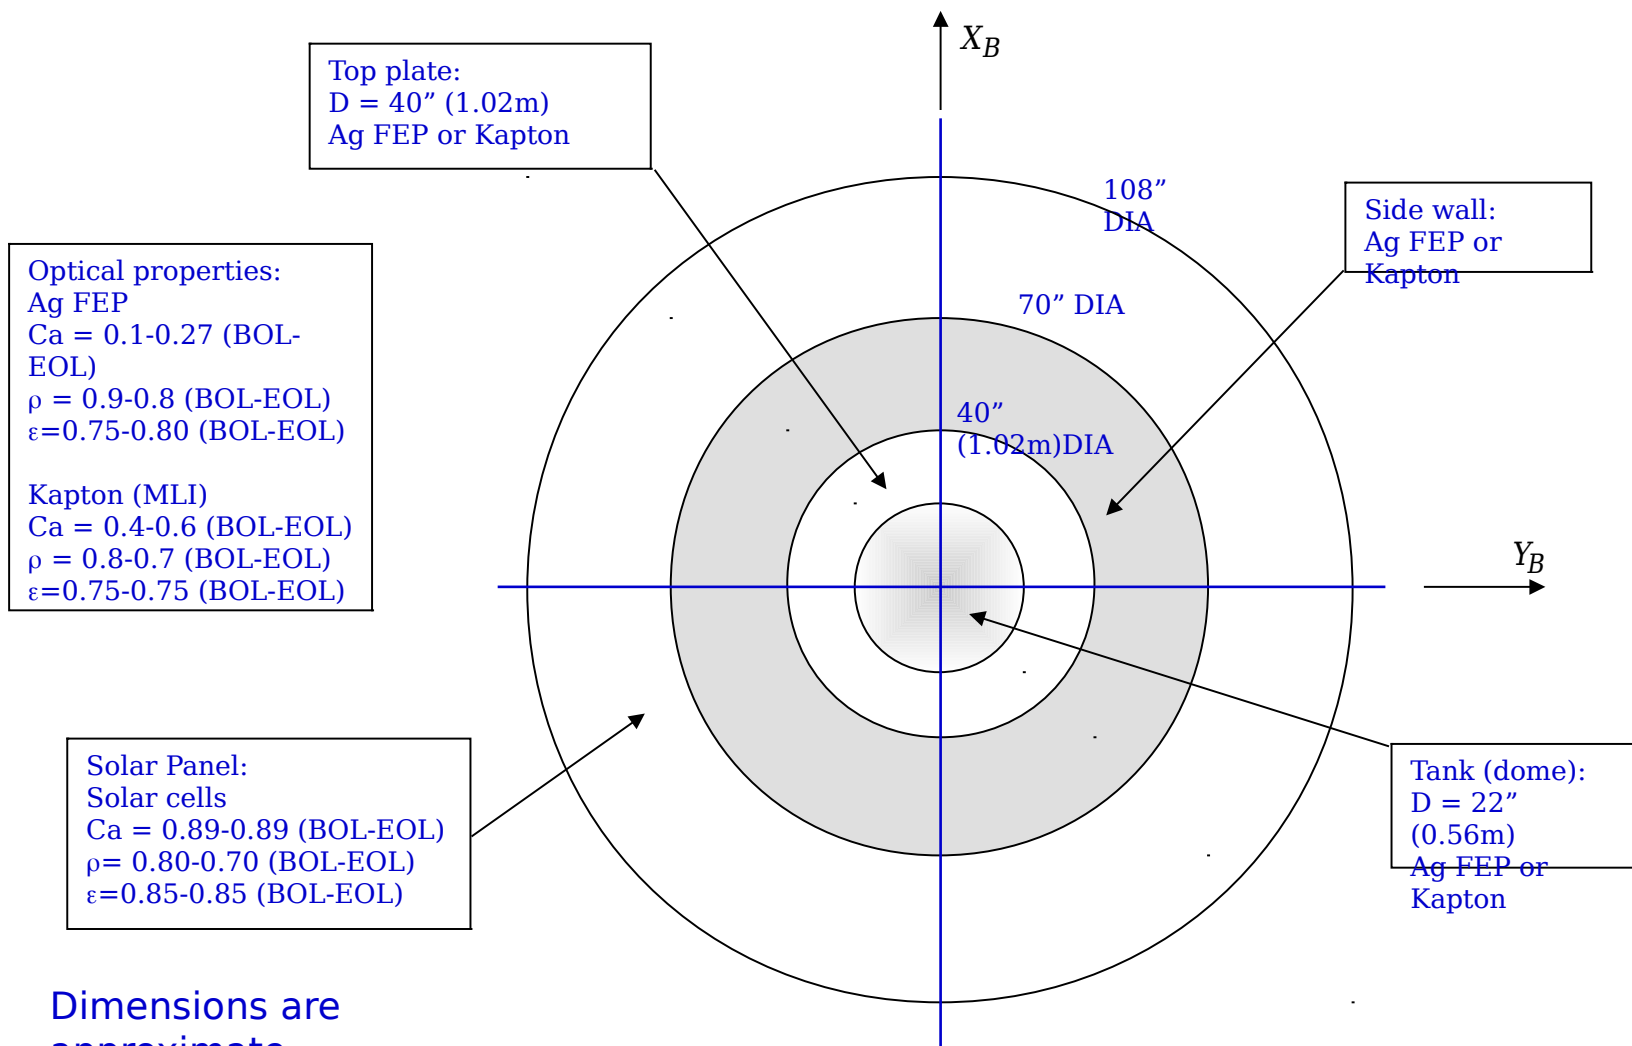 X_B
Top plate:
D = 40” (1.02m)
Ag FEP or Kapton
108”
DIA
Side wall:
Ag FEP or
Kapton
Optical properties:
Ag FEP
Ca = 0.1-0.27 (BOL-
EOL)
ρ = 0.9-0.8 (BOL-EOL)
ε=0.75-0.80 (BOL-EOL)
Kapton (MLI)
Ca = 0.4-0.6 (BOL-EOL)
ρ = 0.8-0.7 (BOL-EOL)
ε=0.75-0.75 (BOL-EOL)
70” DIA
40”
(1.02m)DIA
Y_B
Solar Panel:
Solar cells
Ca = 0.89-0.89 (BOL-EOL)
ρ= 0.80-0.70 (BOL-EOL)
ε=0.85-0.85 (BOL-EOL)
Tank (dome):
D = 22”
(0.56m)
Ag FEP or
Kapton
Dimensions are
approximate